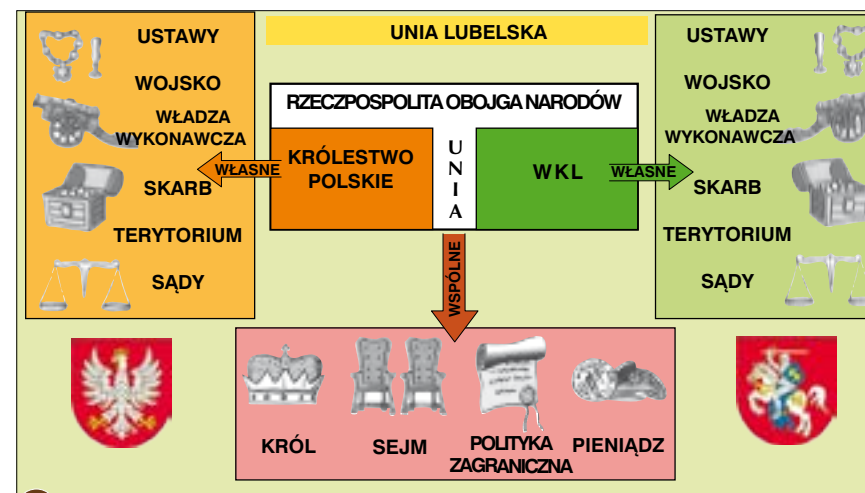 UNIA LUBELSKA
USTAWY
WOJSKO
WŁADZA
WYKONAWCZA
SKARB
TERYTORIUM
SĄDY
WŁASNE
RZECZPOSPOLITA OBOJGA NARODÓW
KRÓLESTWO
POLSKIE
UNIA
WKL
WŁASNE
USTAWY
WOJSKO
WŁADZA
WYKONAWCZA
SKARB
TERYTORIUM
SĄDY
WSPÓLNE
KRÓL
SEJM
POLITYKA
ZAGRANICZNA
PIENIĄDZ